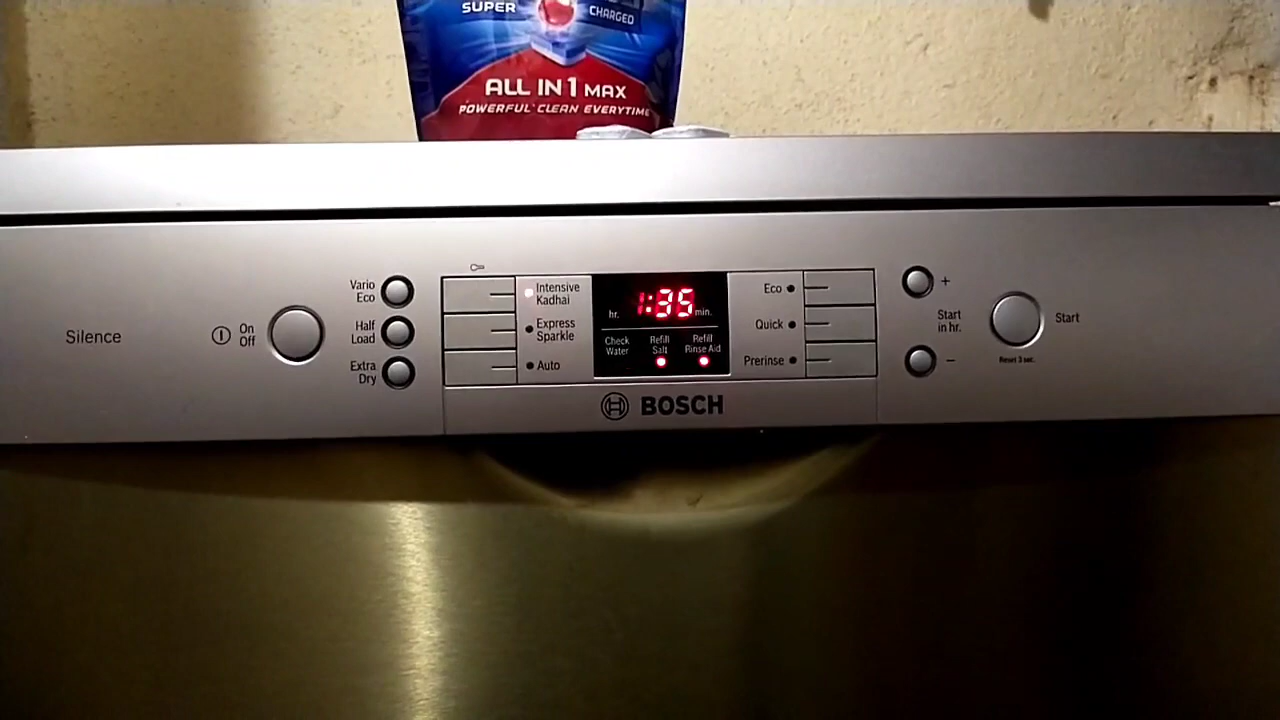 SUPER
CHARGED
ALL IN 1 MAX
POWERFUL CLEAN EVERYTIME
Silence
On
Off
Vario
Eco
Half
Load
Extra
Dry
Intensive
Kadhai
Express
Sparkle
Auto
1:35
hr. min.
Check
Water
Refill
Salt
Refill
Rinse Aid
Eco
Quick
Prerinse
+
Start
in hr.
−
Start
Reset 3 sec.
BOSCH